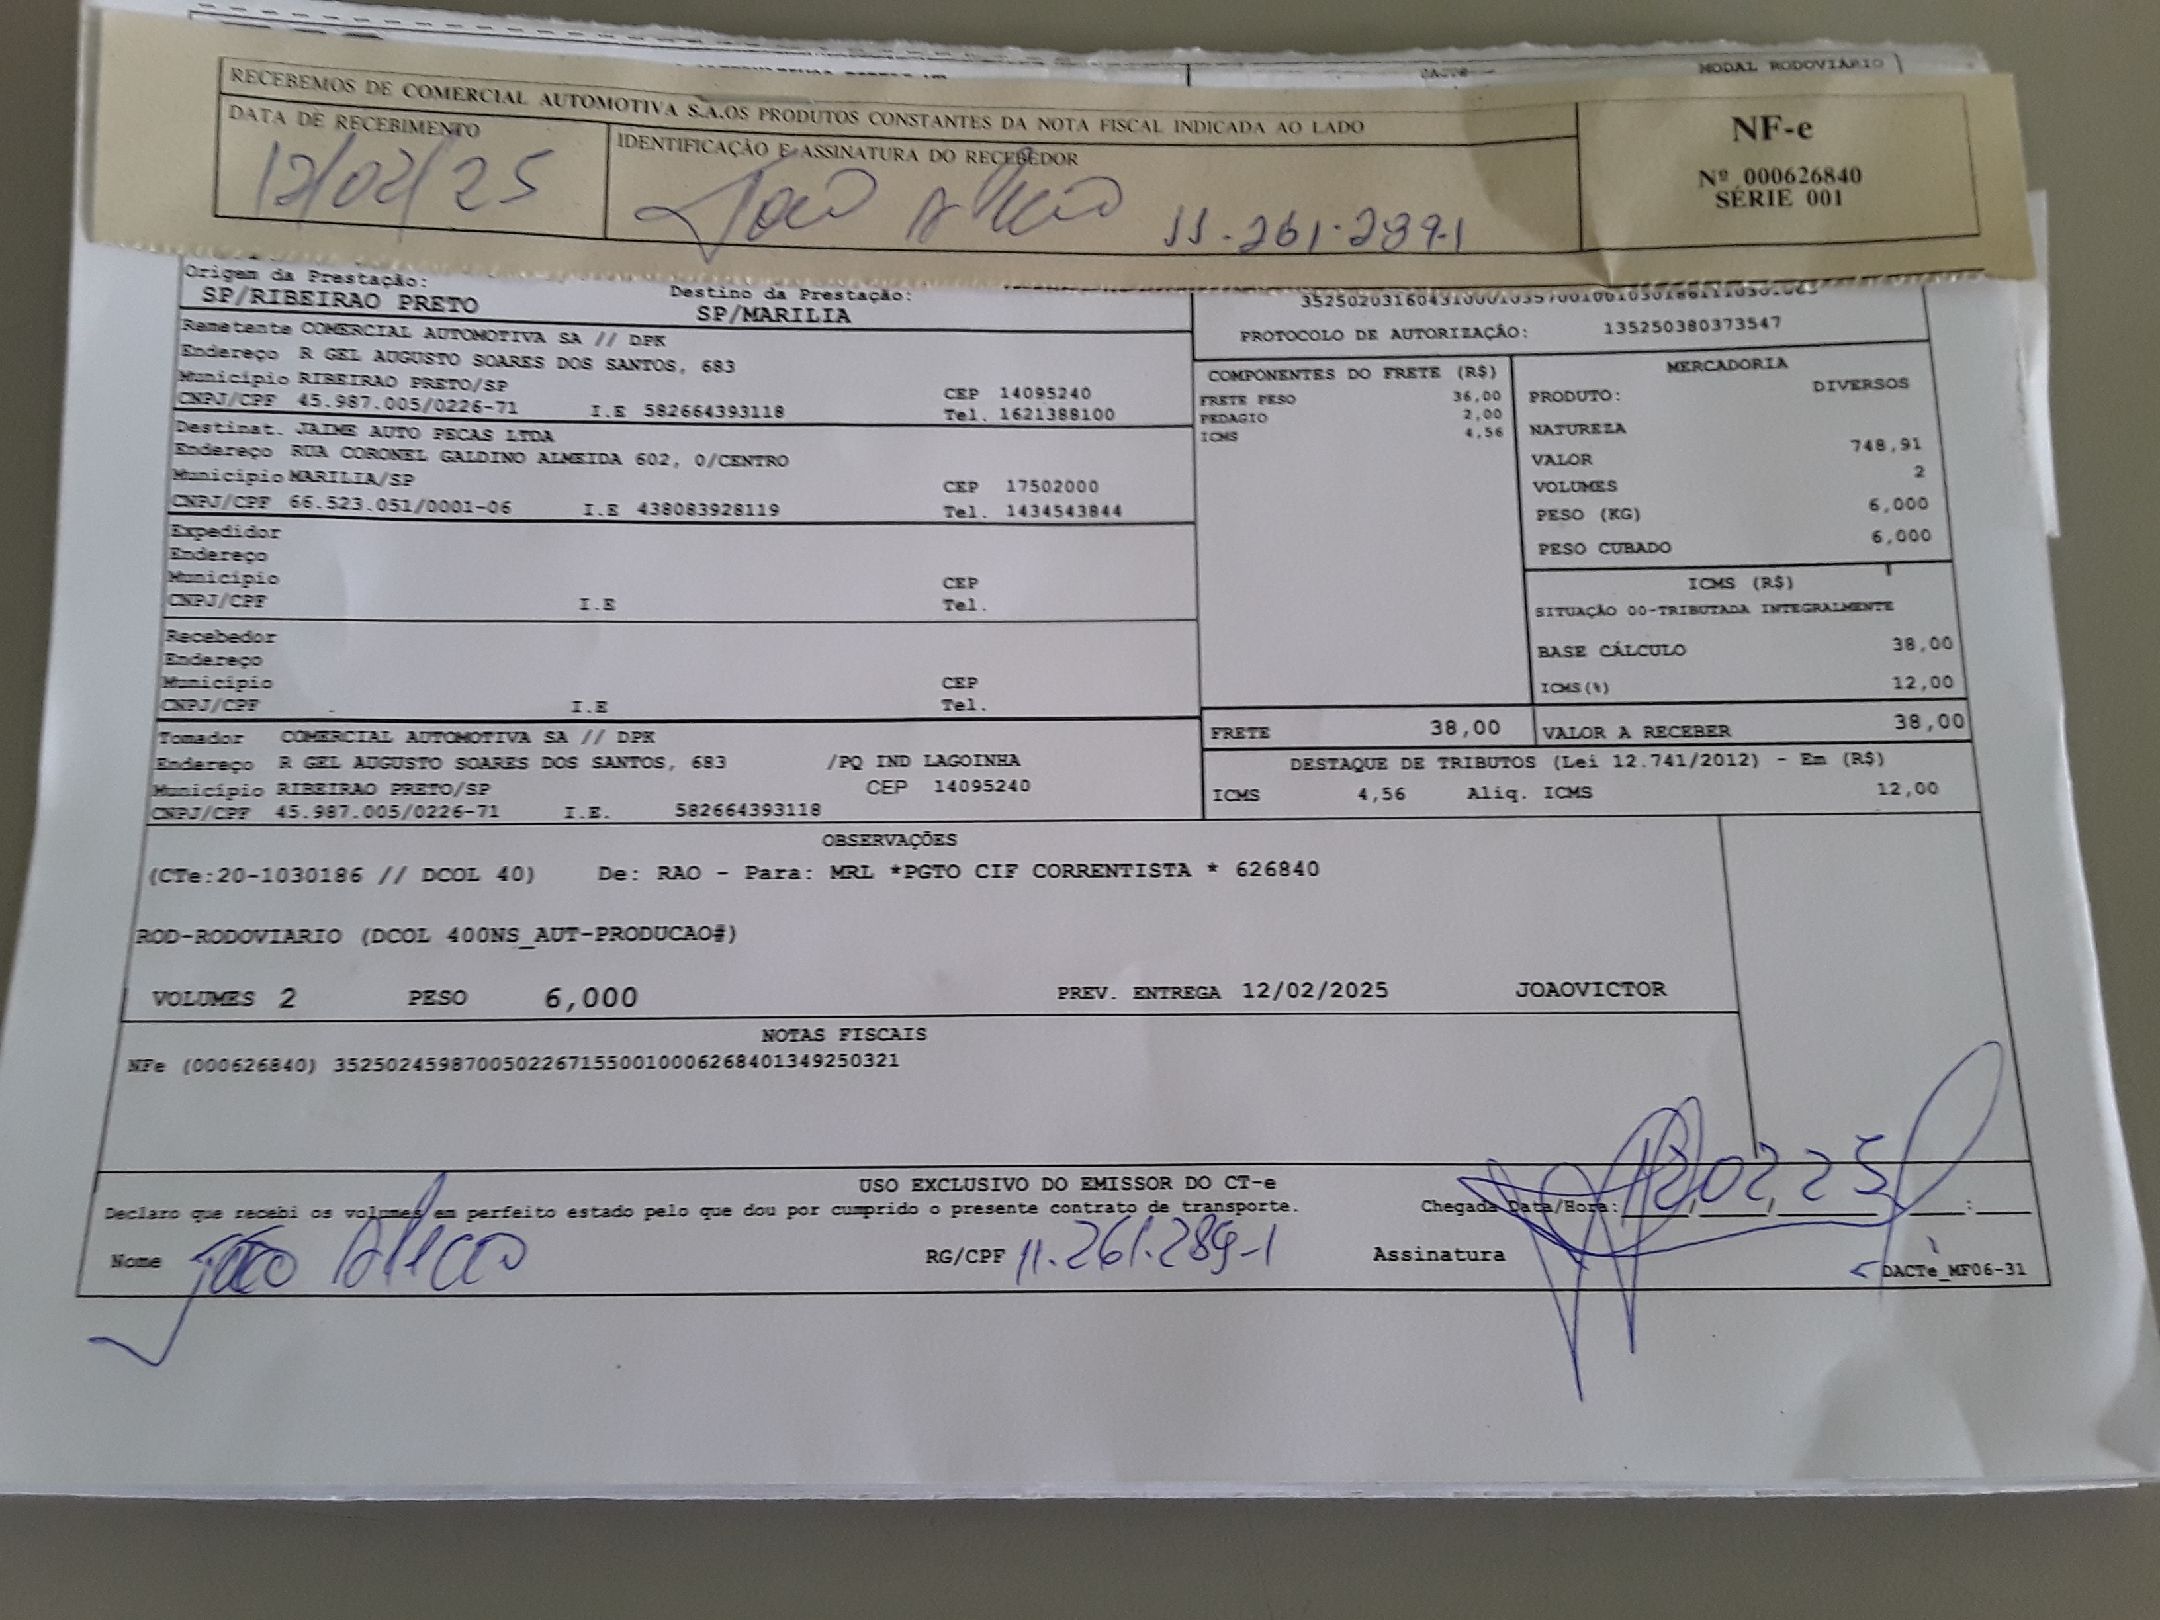 MODAL RODOVIÁRIO
RECEBEMOS DE COMERCIAL AUTOMOTIVA S.A.OS PRODUTOS CONSTANTES DA NOTA FISCAL INDICADA AO LADO
DATA DE RECEBIMENTO
12/02/25
IDENTIFICAÇÃO E ASSINATURA DO RECEBEDOR
João 11.261.289-1
NF-e
Nº 000626840
SÉRIE 001
Origem da Prestação:
SP/RIBEIRAO PRETO
Destino da Prestação:
SP/MARILIA
PROTOCOLO DE AUTORIZAÇÃO: 135250380373547
Remetente COMERCIAL AUTOMOTIVA SA // DPK
Endereço R GEL AUGUSTO SOARES DOS SANTOS, 683
Município RIBEIRAO PRETO/SP CEP 14095240
CNPJ/CPF 45.987.005/0226-71 I.E 582664393118 Tel. 1621388100
Destinat. JAIME AUTO PECAS LTDA
Endereço RUA CORONEL GALDINO ALMEIDA 602, 0/CENTRO
Município MARILIA/SP CEP 17502000
CNPJ/CPF 66.523.051/0001-06 I.E 438083928119 Tel. 1434543844
Expedidor
Endereço
Município CEP
CNPJ/CPF I.E Tel.
Recebedor
Endereço
Município CEP
CNPJ/CPF I.E Tel.
Tomador COMERCIAL AUTOMOTIVA SA // DPK
Endereço R GEL AUGUSTO SOARES DOS SANTOS, 683 /PQ IND LAGOINHA
Município RIBEIRAO PRETO/SP CEP 14095240
CNPJ/CPF 45.987.005/0226-71 I.E. 582664393118
COMPONENTES DO FRETE (R$)
FRETE PESO 36,00
PEDAGIO 2,00
ICMS 4,56
MERCADORIA
PRODUTO: DIVERSOS
NATUREZA
VALOR 748,91
VOLUMES 2
PESO (KG) 6,000
PESO CUBADO 6,000
ICMS (R$)
SITUAÇÃO 00-TRIBUTADA INTEGRALMENTE
BASE CÁLCULO 38,00
ICMS(%) 12,00
FRETE 38,00 VALOR A RECEBER 38,00
DESTAQUE DE TRIBUTOS (Lei 12.741/2012) - Em (R$)
ICMS 4,56 Aliq. ICMS 12,00
OBSERVAÇÕES
(CTe:20-1030186 // DCOL 40) De: RAO - Para: MRL *PGTO CIF CORRENTISTA * 626840
ROD-RODOVIARIO (DCOL 400NS_AUT-PRODUCAO#)
VOLUMES 2 PESO 6,000 PREV. ENTREGA 12/02/2025 JOAOVICTOR
NOTAS FISCAIS
NFe (000626840) 35250245987005022671550010006268401349250321
USO EXCLUSIVO DO EMISSOR DO CT-e
Declaro que recebi os volumes em perfeito estado pelo que dou por cumprido o presente contrato de transporte. Chegada Data/Hora: 12 02 25
Nome João RG/CPF 11.261.289-1 Assinatura
DACTe_MF06-31